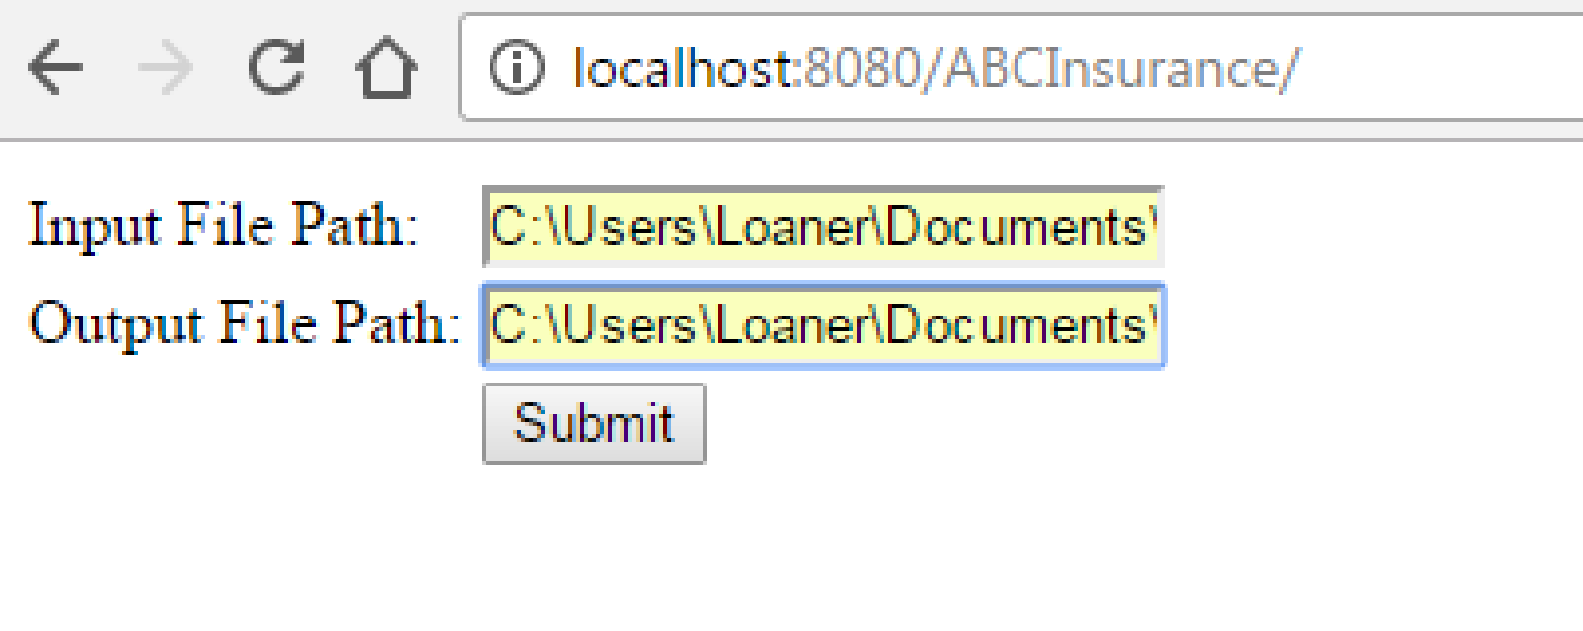 localhost:8080/ABCInsurance/
Input File Path: C:\Users\Loaner\Documents\
Output File Path: C:\Users\Loaner\Documents\
Submit